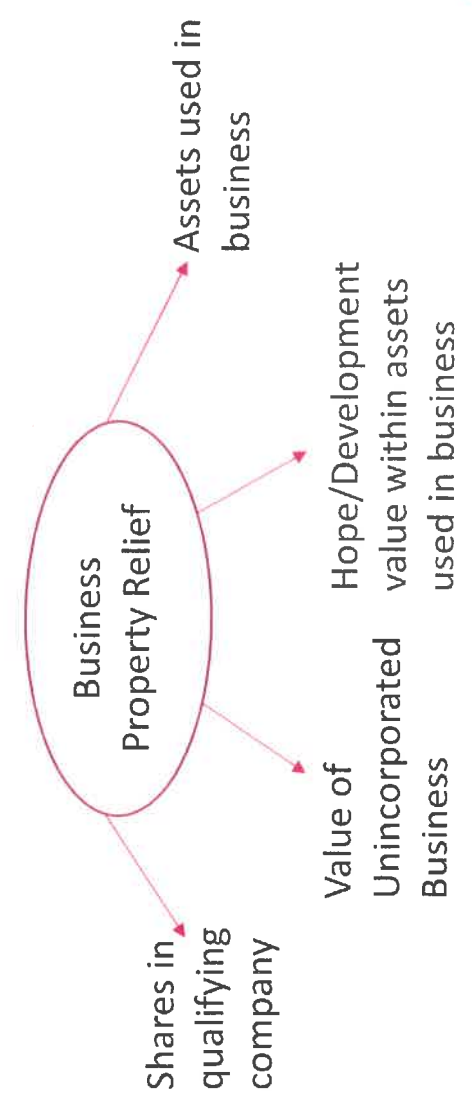 Business
Property Relief
Shares in
qualifying
company
Value of
Unincorporated
Business
Hope/Development
value within assets
used in business
Assets used in
business